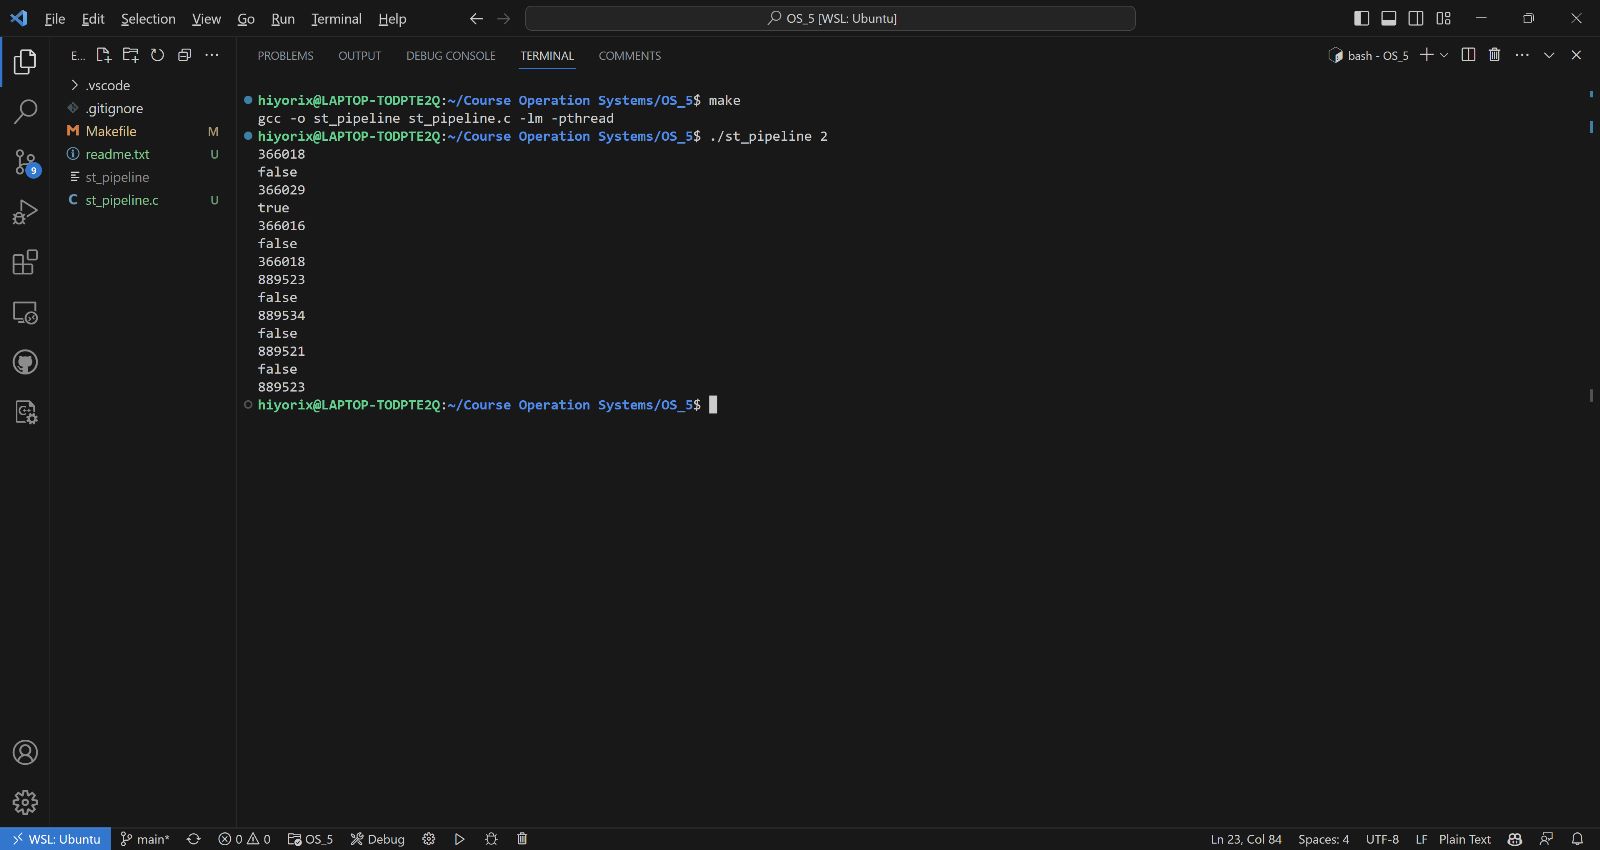 File Edit Selection View Go Run Terminal Help
OS_5 [WSL: Ubuntu]
E...
.vscode
.gitignore
Makefile M
readme.txt U
st_pipeline
C st_pipeline.c U
9
PROBLEMS OUTPUT DEBUG CONSOLE TERMINAL COMMENTS
bash - OS_5
hiyorix@LAPTOP-TODPTE2Q:~/Course Operation Systems/OS_5$ make
gcc -o st_pipeline st_pipeline.c -lm -pthread
hiyorix@LAPTOP-TODPTE2Q:~/Course Operation Systems/OS_5$ ./st_pipeline 2
366018
false
366029
true
366016
false
366018
889523
false
889534
false
889521
false
889523
hiyorix@LAPTOP-TODPTE2Q:~/Course Operation Systems/OS_5$
WSL: Ubuntu main* 0 0 OS_5 Debug
Ln 23, Col 84 Spaces: 4 UTF-8 LF Plain Text